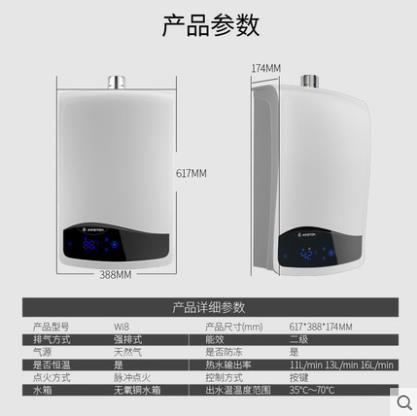 产品参数
174MM
617MM
388MM
产品详细参数
产品型号 Wi8 产品尺寸(mm) 617*388*174MM
排气方式 强排式 能效 二级
气源 天然气 是否防冻 是
是否恒温 是 热水输出率 11L/min 13L/min 16L/min
点火方式 脉冲点火 控制方式 按键
水箱 无氧铜水箱 出水温温度范围 35℃~70℃